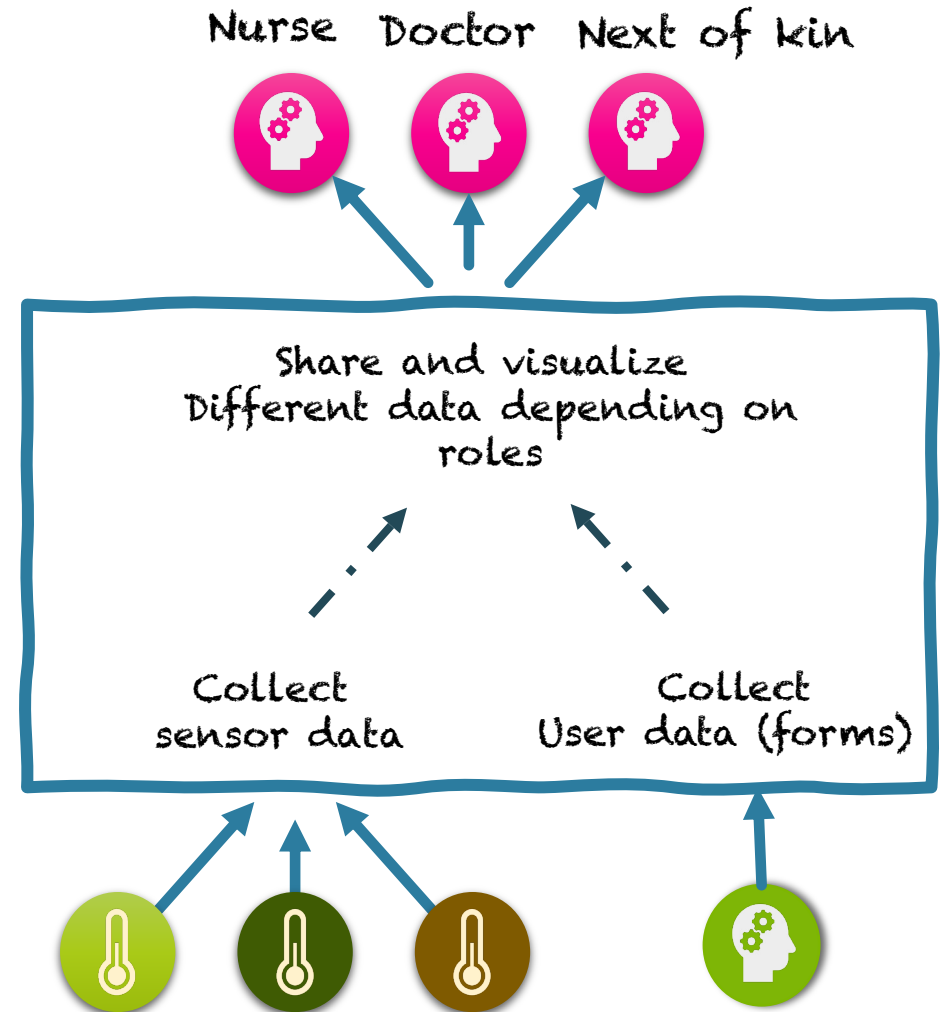 Nurse Doctor Next of kin
Share and visualize
Different data depending on
roles
Collect
sensor data
Collect
User data (forms)